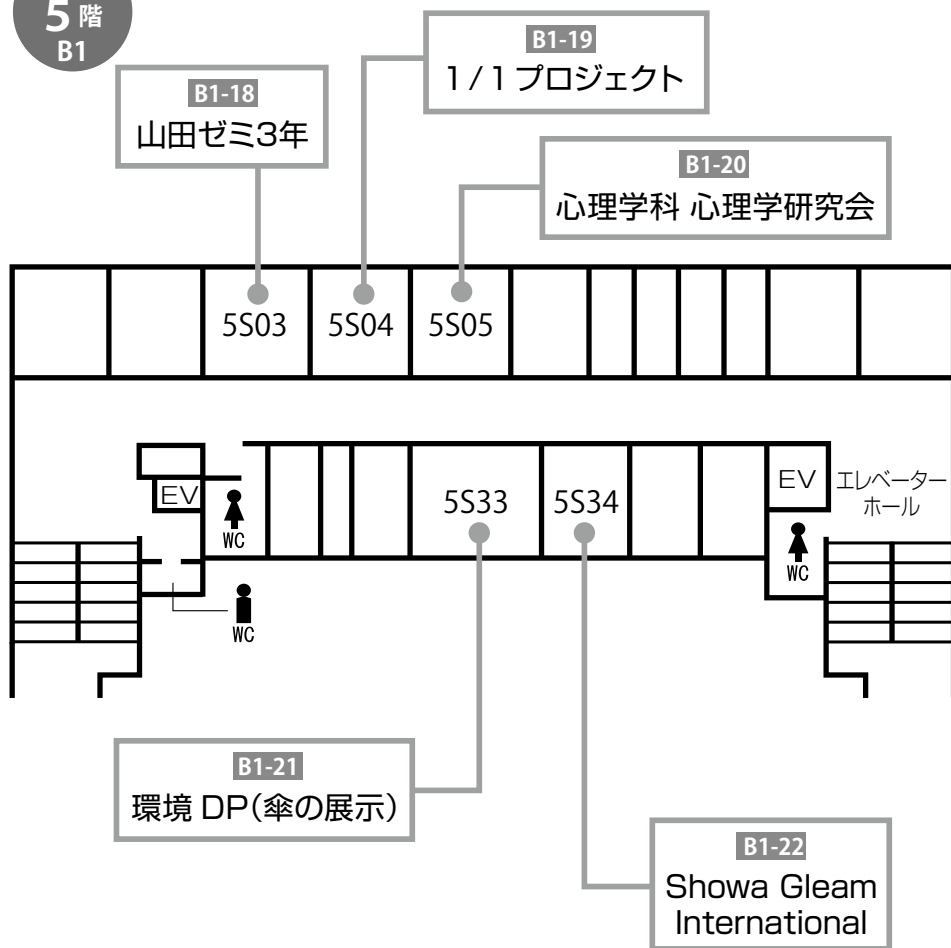 5階
B1
B1-19
1/1プロジェクト
B1-18
山田ゼミ3年
B1-20
心理学科 心理学研究会
5S03
5S04
5S05
EV
WC
WC
5S33
5S34
EV
エレベーター
ホール
WC
B1-21
環境 DP(傘の展示)
B1-22
Showa Gleam
International